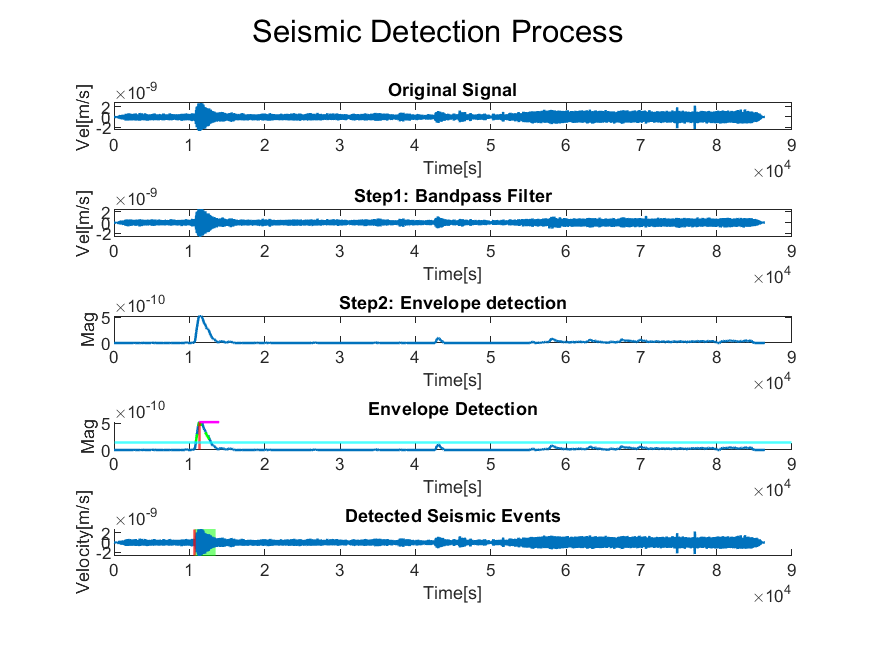 Seismic Detection Process
×10-9
Original Signal
Vel[m/s]
2
0
-2
0 1 2 3 4 5 6 7 8 9
Time[s]
×104
×10-9
Step1: Bandpass Filter
Vel[m/s]
2
0
-2
0 1 2 3 4 5 6 7 8 9
Time[s]
×104
×10-10
Step2: Envelope detection
Mag
5
0
0 1 2 3 4 5 6 7 8 9
Time[s]
×104
×10-10
Envelope Detection
Mag
5
0
0 1 2 3 4 5 6 7 8 9
Time[s]
×104
×10-9
Detected Seismic Events
Velocity[m/s]
2
0
-2
0 1 2 3 4 5 6 7 8 9
Time[s]
×104